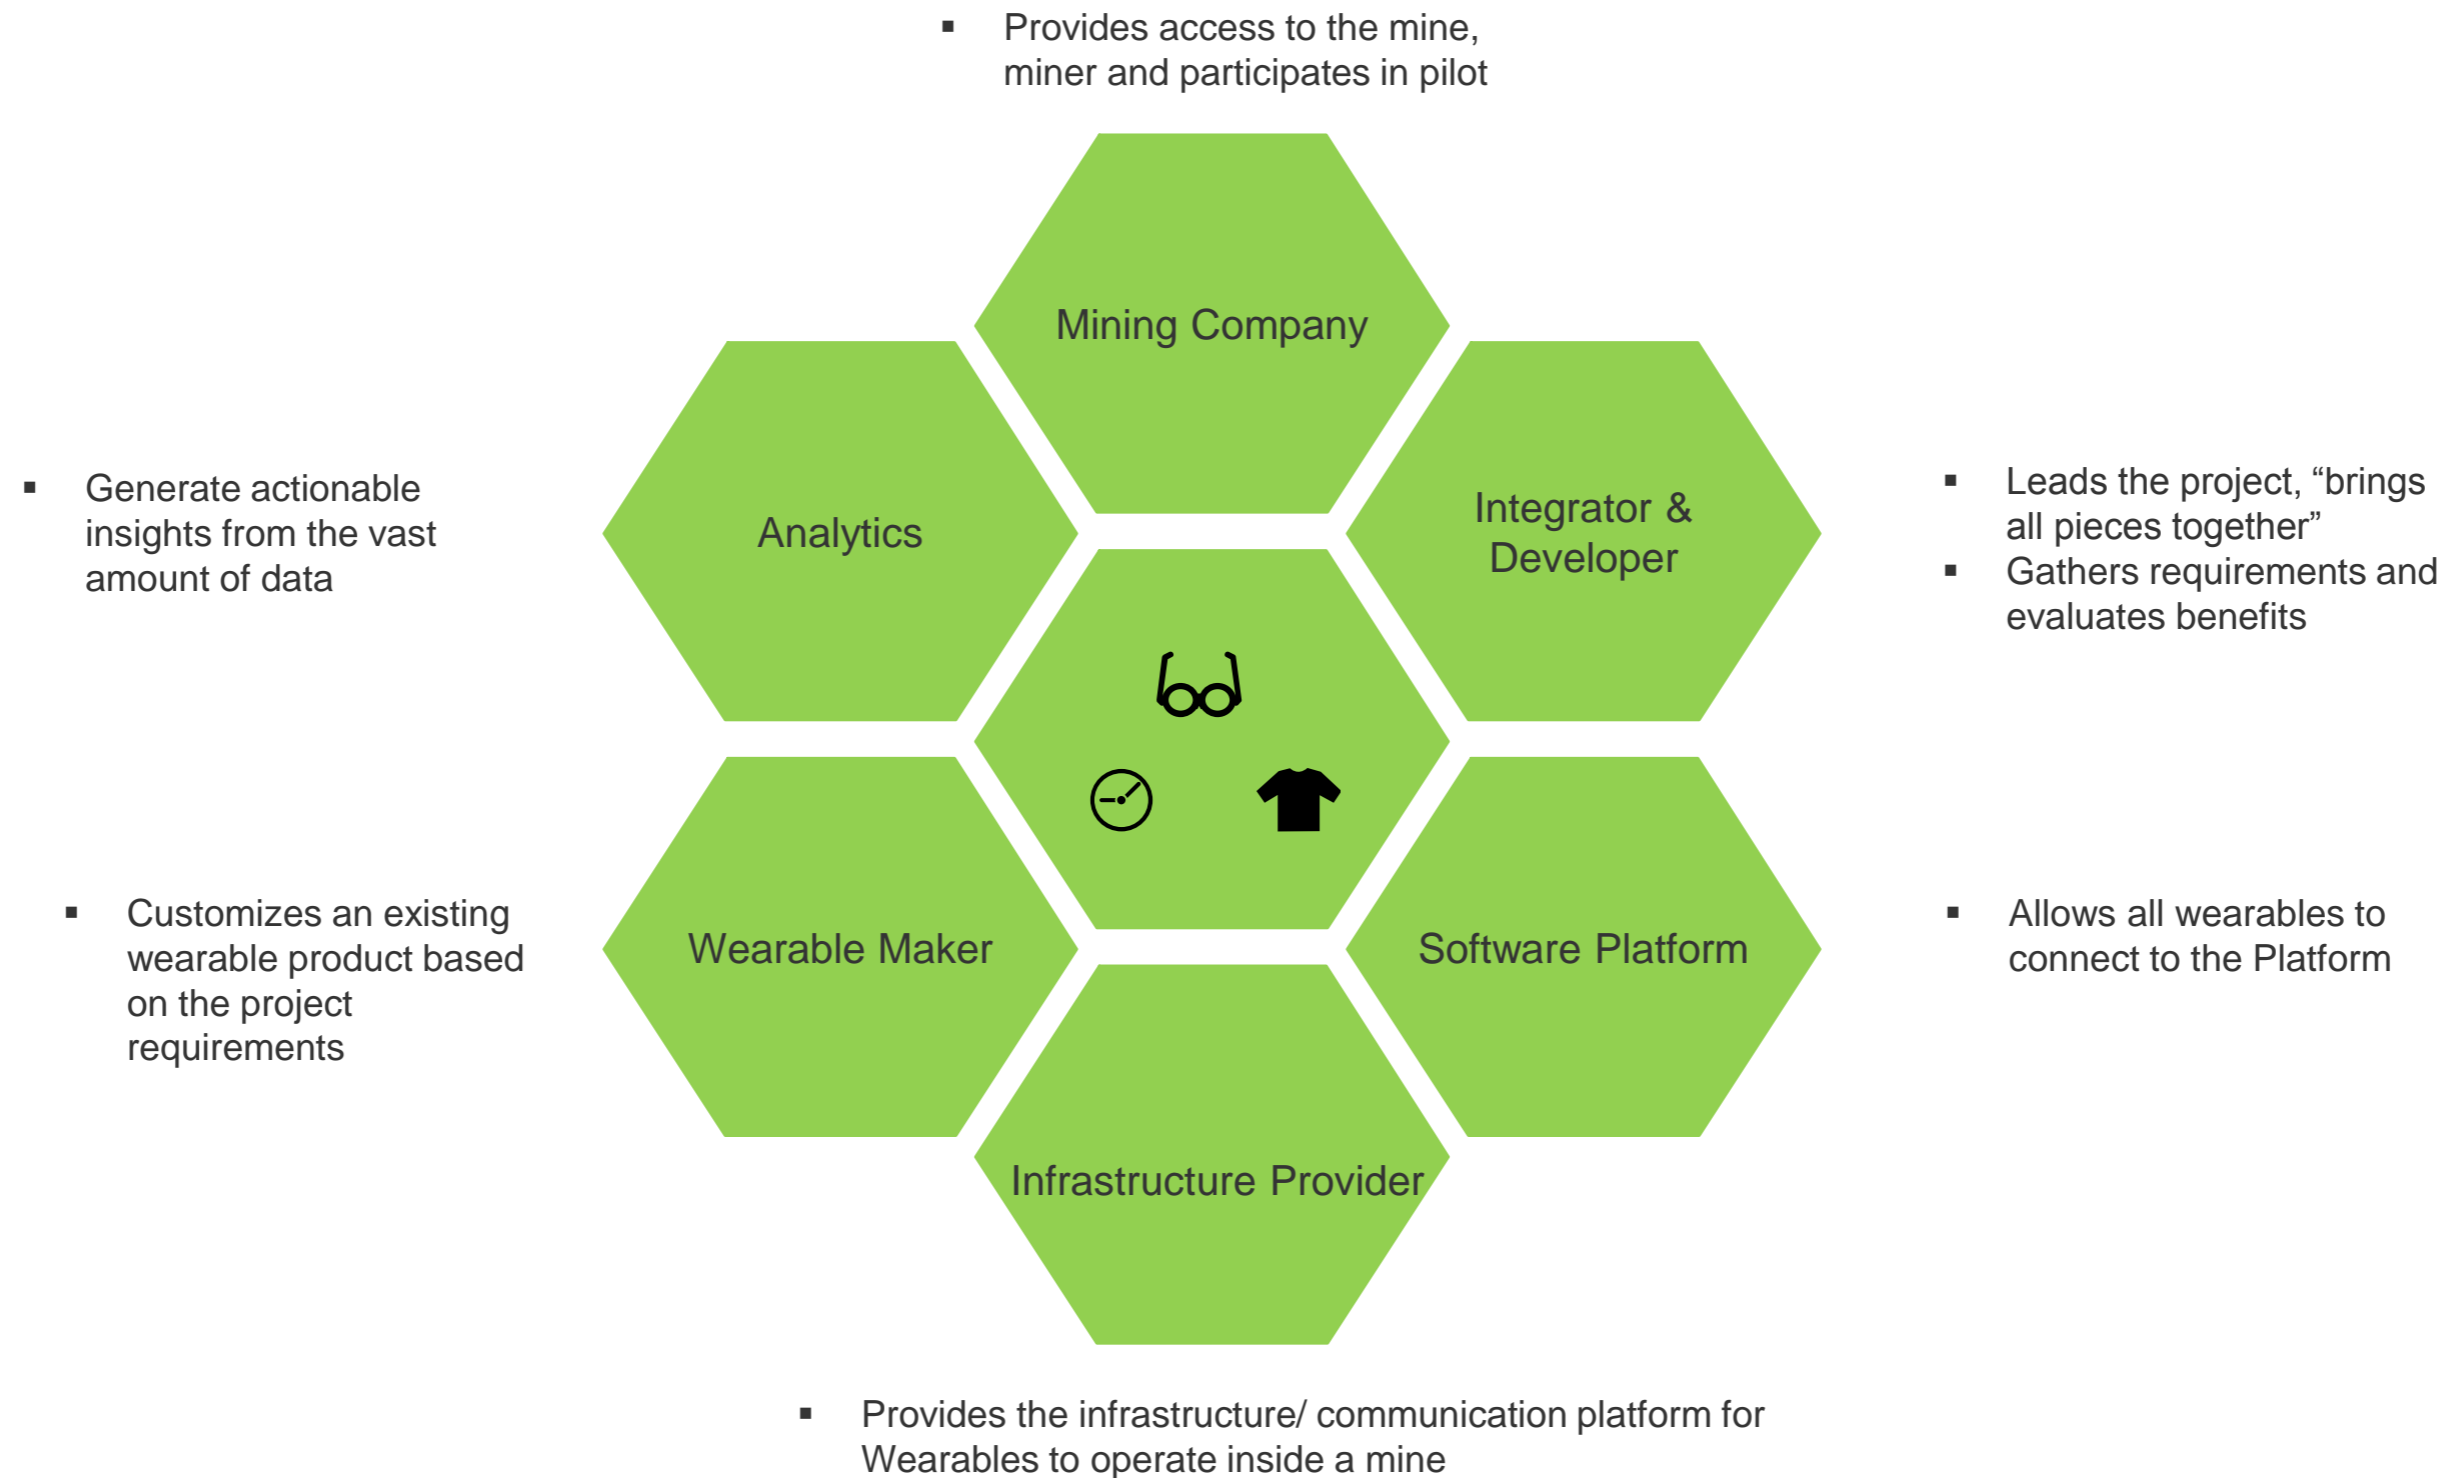 ▪ Provides access to the mine,
miner and participates in pilot
Mining Company
▪ Generate actionable
insights from the vast
amount of data
Analytics
Integrator &
Developer
▪ Leads the project, “brings
all pieces together”
▪ Gathers requirements and
evaluates benefits
▪ Customizes an existing
wearable product based
on the project
requirements
Wearable Maker
Software Platform
▪ Allows all wearables to
connect to the Platform
Infrastructure Provider
▪ Provides the infrastructure/ communication platform for
Wearables to operate inside a mine